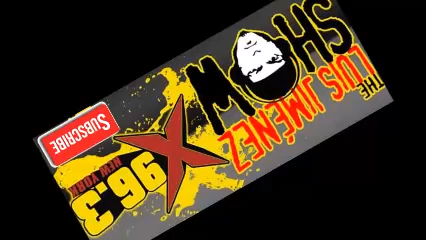 THE
LUIS JIMÉNEZ
SHOW
X
96.3
NEW YORK
SUBSCRIBE